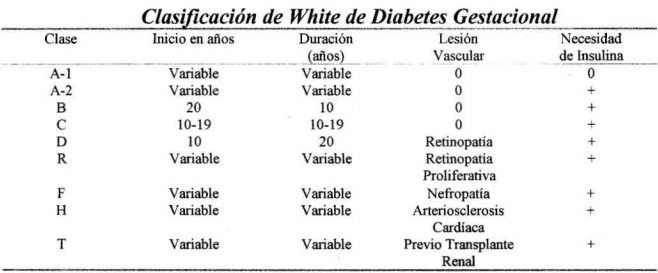 Clasificación de White de Diabetes Gestacional
Clase Inicio en años Duración Lesión Necesidad
(años) Vascular de Insulina
A-1 Variable Variable 0 0
A-2 Variable Variable 0 +
B 20 10 0 +
C 10-19 10-19 0 +
D 10 20 Retinopatía +
R Variable Variable Retinopatía +
Proliferativa
F Variable Variable Nefropatía +
H Variable Variable Arteriosclerosis +
Cardíaca
T Variable Variable Previo Transplante +
Renal